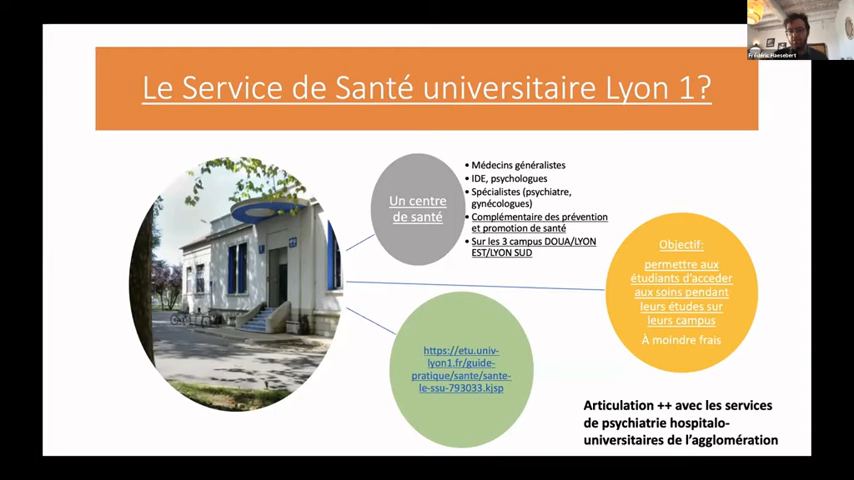 Frédéric Haesebert
Le Service de Santé universitaire Lyon 1?
Un centre
de santé
• Médecins généralistes
• IDE, psychologues
• Spécialistes (psychiatre,
gynécologues)
• Complémentaire des prévention
et promotion de santé
• Sur les 3 campus DOUA/LYON
EST/LYON SUD
Objectif:
permettre aux
étudiants d'acceder
aux soins pendant
leurs études sur
leurs campus
À moindre frais
https://etu.univ-
lyon1.fr/guide-
pratique/sante/sante-
le-ssu-793033.kjsp
Articulation ++ avec les services
de psychiatrie hospitalo-
universitaires de l'agglomération